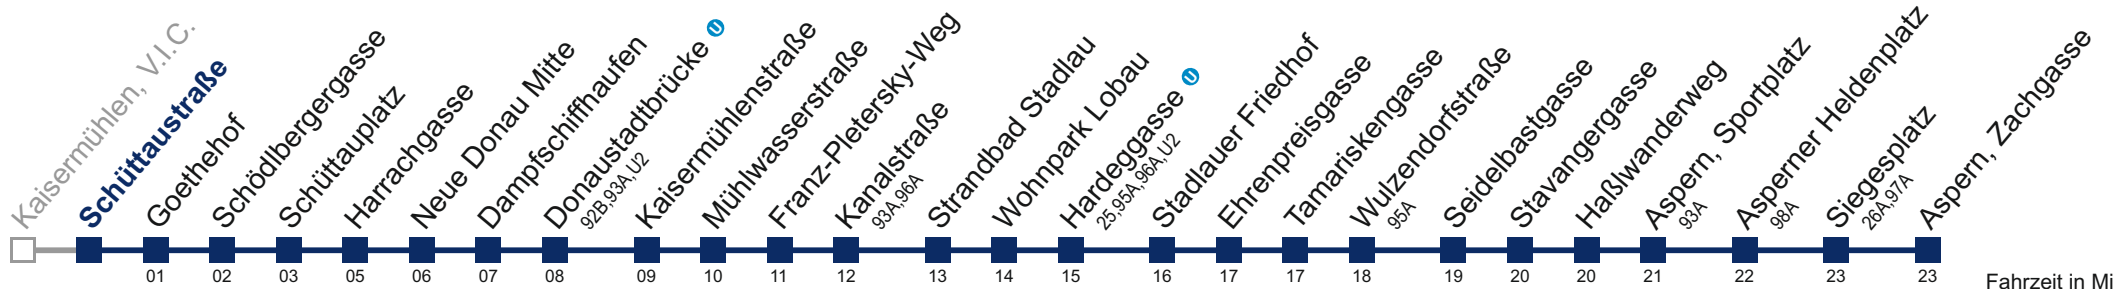 Kaisermühlen, V.I.C.
Schüttaustraße
Goethehof
Schödlbergergasse
Schüttauplatz
Harrachgasse
Neue Donau Mitte
Dampfschiffhaufen
Donaustadtbrücke U
92B,93A,U2
Kaisermühlenstraße
Mühlwasserstraße
Franz-Pletersky-Weg
Kanalstraße
93A,96A
Strandbad Stadlau
Wohnpark Lobau
Hardeggasse U
25,95A,96A,U2
Stadlauer Friedhof
Ehrenpreisgasse
Tamariskengasse
Wulzendorfstraße
95A
Seidelbastgasse
Stavangergasse
Haßlwanderweg
Aspern, Sportplatz
93A
Asperner Heldenplatz
98A
Siegesplatz
26A,97A
Aspern, Zachgasse
01 02 03 05 06 07 08 09 10 11 12 13 14 15 16 17 17 18 19 20 20 21 22 23 23
Fahrzeit in Mi